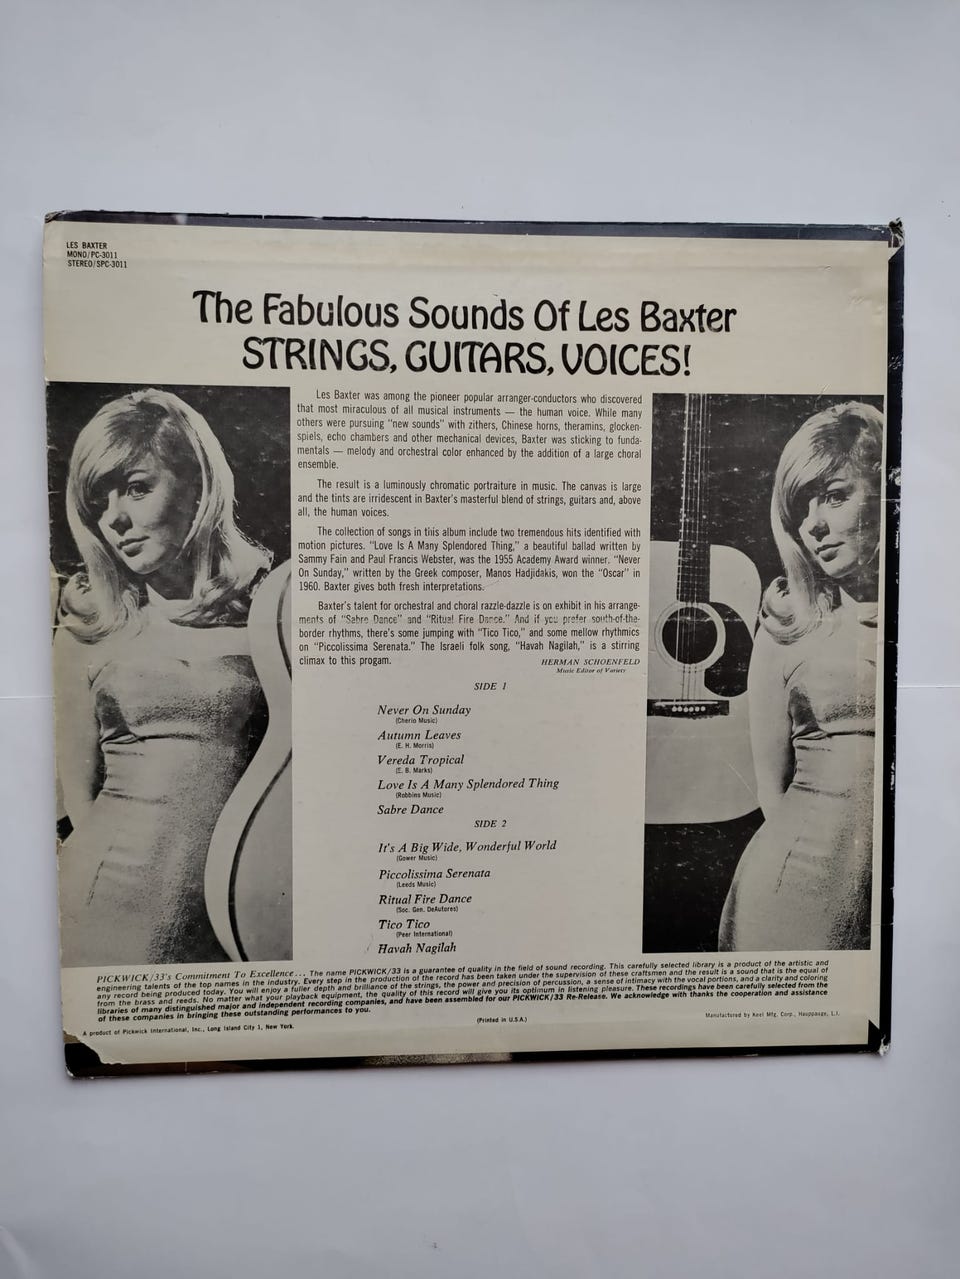 LES BAXTER
MONO/PC-3011
STEREO/SPC-3011
The Fabulous Sounds Of Les Baxter
STRINGS, GUITARS, VOICES!
Les Baxter was among the pioneer popular arranger-conductors who discovered
that most miraculous of all musical instruments — the human voice. While many
others were pursuing "new sounds" with zithers, Chinese horns, theramins, glocken-
spiels, echo chambers and other mechanical devices, Baxter was sticking to funda-
mentals — melody and orchestral color enhanced by the addition of a large choral
ensemble.
The result is a luminously chromatic portraiture in music. The canvas is large
and the tints are irridescent in Baxter's masterful blend of strings, guitars and, above
all, the human voices.
The collection of songs in this album include two tremendous hits identified with
motion pictures. "Love Is A Many Splendored Thing," a beautiful ballad written by
Sammy Fain and Paul Francis Webster, was the 1955 Academy Award winner. "Never
On Sunday," written by the Greek composer, Manos Hadjidakis, won the "Oscar" in
1960. Baxter gives both fresh interpretations.
Baxter's talent for orchestral and choral razzle-dazzle is on exhibit in his arrange-
ments of "Sabre Dance" and "Ritual Fire Dance." And if you prefer south-of-the-
border rhythms, there's some jumping with "Tico Tico," and some mellow rhythmics
on "Piccolissima Serenata." The Israeli folk song, "Havah Nagilah," is a stirring
climax to this progam.
HERMAN SCHOENFELD
Music Editor of Variety
SIDE 1
Never On Sunday
(Cherio Music)
Autumn Leaves
(E. H. Morris)
Vereda Tropical
(E. B. Marks)
Love Is A Many Splendored Thing
(Robbins Music)
Sabre Dance
SIDE 2
It's A Big Wide, Wonderful World
(Gower Music)
Piccolissima Serenata
(Leeds Music)
Ritual Fire Dance
(Soc. Gen. DeAutores)
Tico Tico
(Peer International)
Havah Nagilah
PICKWICK/33's Commitment To Excellence... The name PICKWICK/33 is a guarantee of quality in the field of sound recording. This carefully selected library is a product of the artistic and
engineering talents of the top names in the industry. Every step in the production of the record has been taken under the supervision of these craftsmen and the result is a sound that is the equal of
any record being produced today. You will enjoy a fuller depth and brilliance of the strings, the power and precision of percussion, a sense of intimacy with the vocal portions, and a clarity and coloring
from the brass and reeds. No matter what your playback equipment, the quality of this record will give you its optimum in listening pleasure. These recordings have been carefully selected from the
libraries of many distinguished major and independent recording companies, and have been assembled for our PICKWICK/33 Re-Release. We acknowledge with thanks the cooperation and assistance
of these companies in bringing these outstanding performances to you.
A product of Pickwick International, Inc., Long Island City 1, New York.
(Printed in U.S.A.)
Manufactured by Keel Mfg. Corp., Hauppauge, L.I.